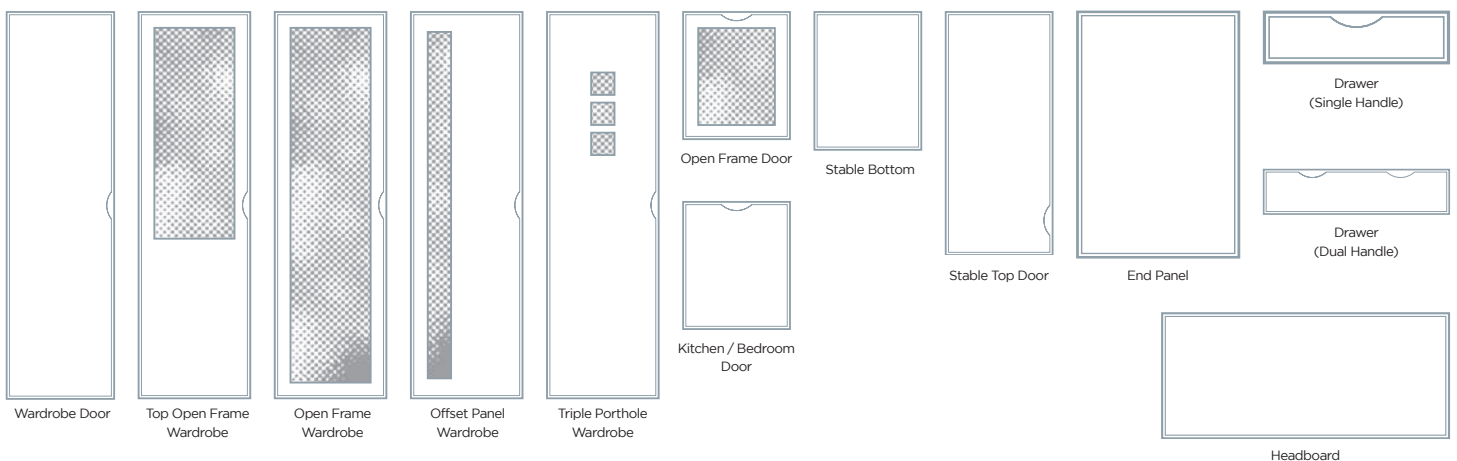 Wardrobe Door
Top Open Frame
Wardrobe
Open Frame
Wardrobe
Offset Panel
Wardrobe
Triple Porthole
Wardrobe
Open Frame Door
Kitchen / Bedroom
Door
Stable Bottom
Stable Top Door
End Panel
Drawer
(Single Handle)
Drawer
(Dual Handle)
Headboard